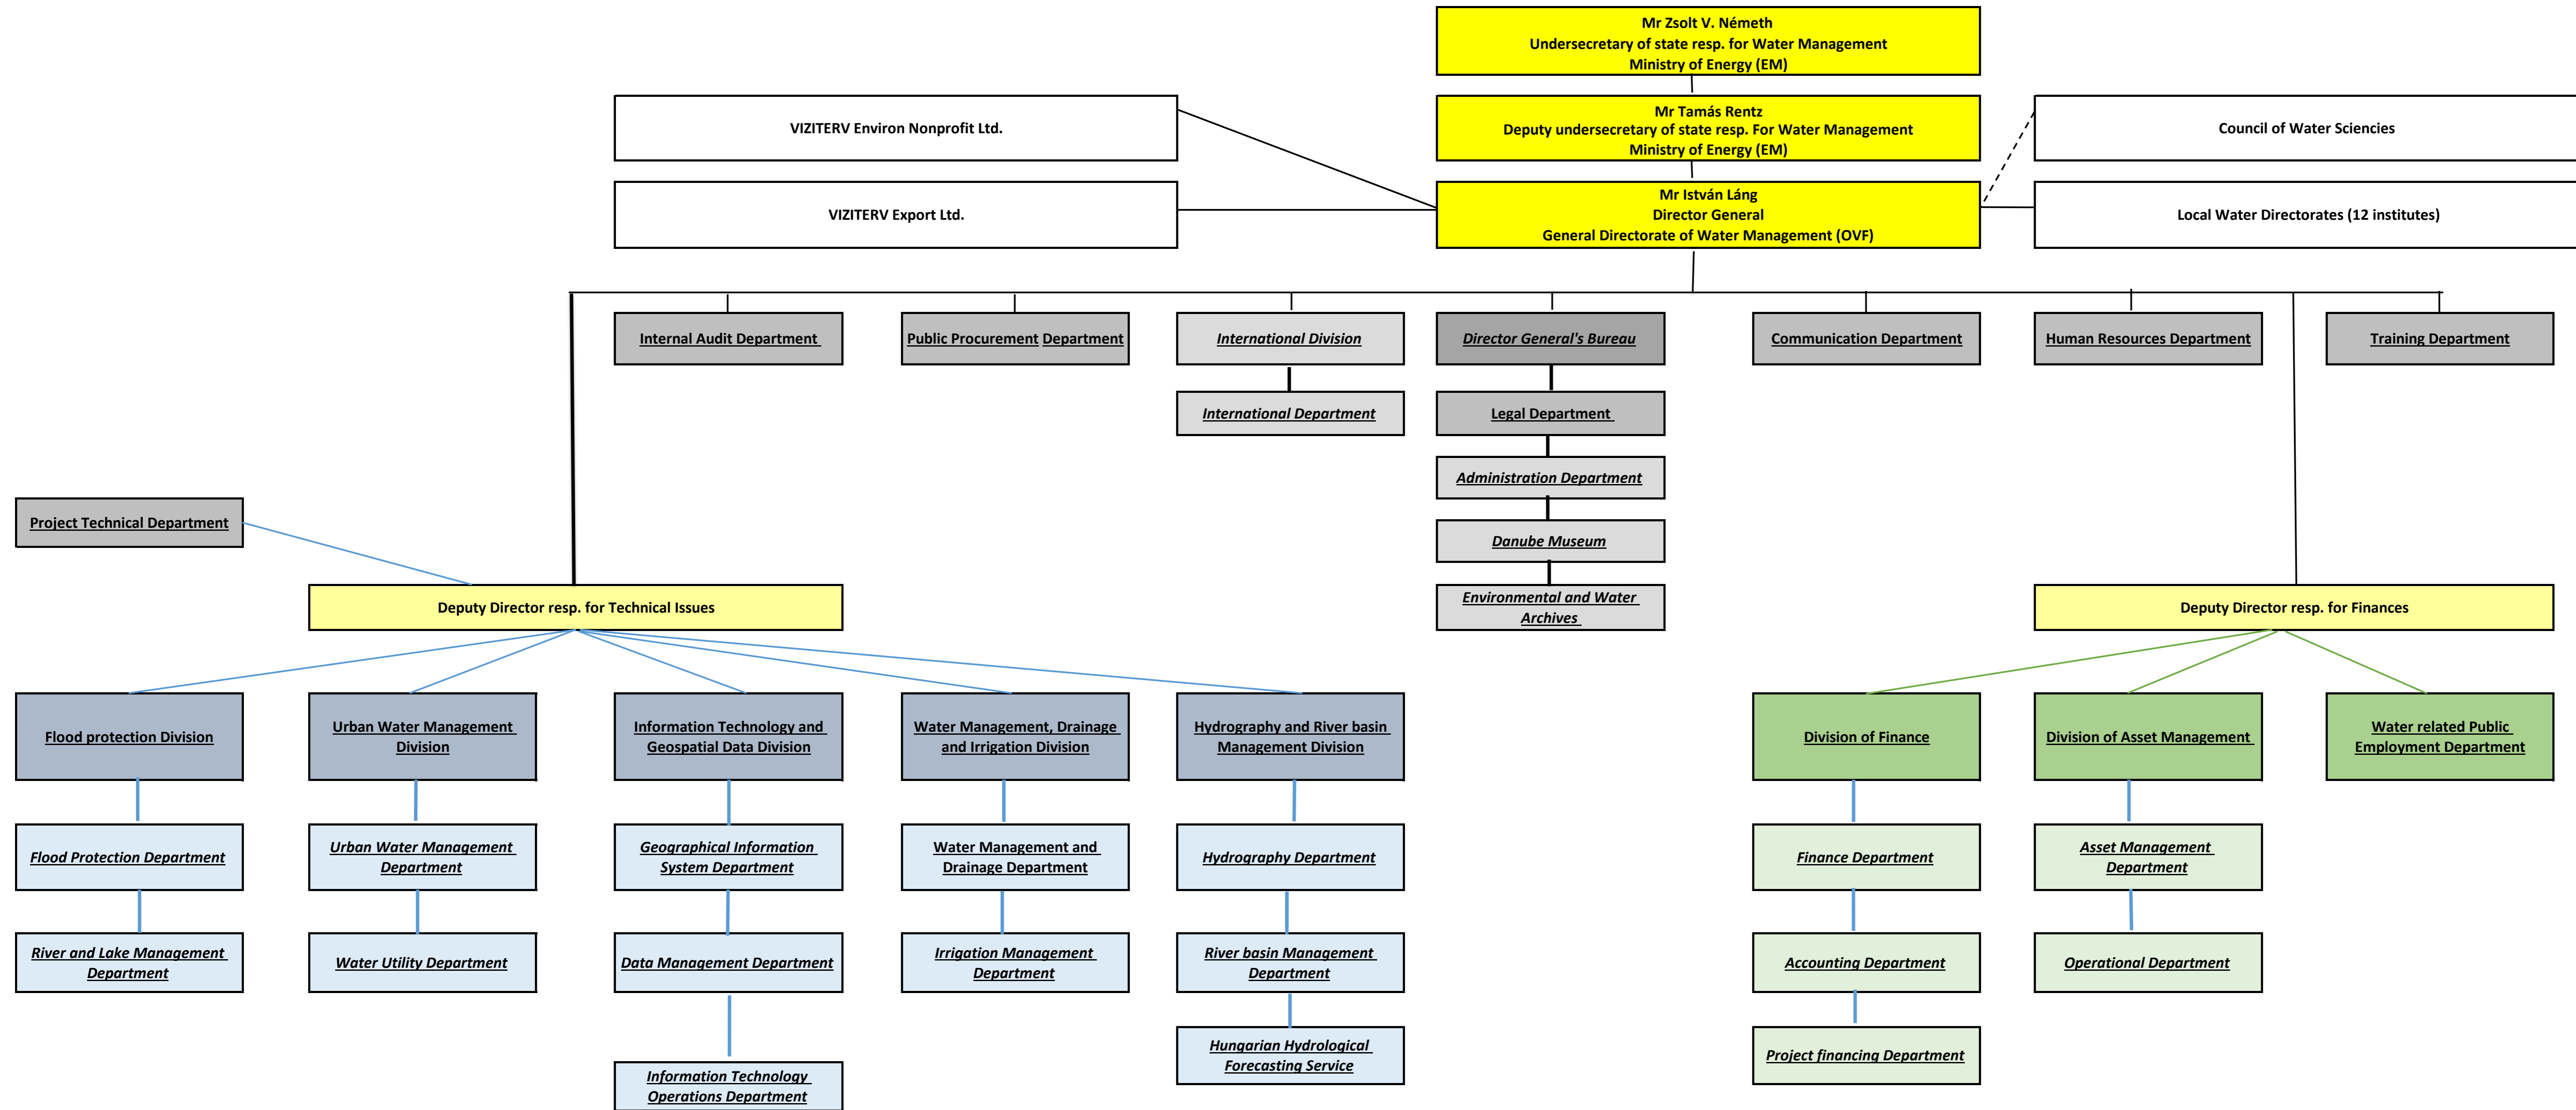 Mr Zsolt V. Németh
Undersecretary of state resp. for Water Management
Ministry of Energy (EM)
VIZITERV Environ Nonprofit Ltd.
Mr Tamás Rentz
Deputy undersecretary of state resp. For Water Management
Ministry of Energy (EM)
Council of Water Sciencies
VIZITERV Export Ltd.
Mr István Láng
Director General
General Directorate of Water Management (OVF)
Local Water Directorates (12 institutes)
Internal Audit Department
Public Procurement Department
International Division
Director General's Bureau
Communication Department
Human Resources Department
Training Department
International Department
Legal Department
Administration Department
Project Technical Department
Danube Museum
Deputy Director resp. for Technical Issues
Environmental and Water
Archives
Deputy Director resp. for Finances
Flood protection Division
Urban Water Management
Division
Information Technology and
Geospatial Data Division
Water Management, Drainage
and Irrigation Division
Hydrography and River basin
Management Division
Division of Finance
Division of Asset Management
Water related Public
Employment Department
Flood Protection Department
Urban Water Management
Department
Geographical Information
System Department
Water Management and
Drainage Department
Hydrography Department
Finance Department
Asset Management
Department
River and Lake Management
Department
Water Utility Department
Data Management Department
Irrigation Management
Department
River basin Management
Department
Accounting Department
Operational Department
Hungarian Hydrological
Forecasting Service
Project financing Department
Information Technology
Operations Department